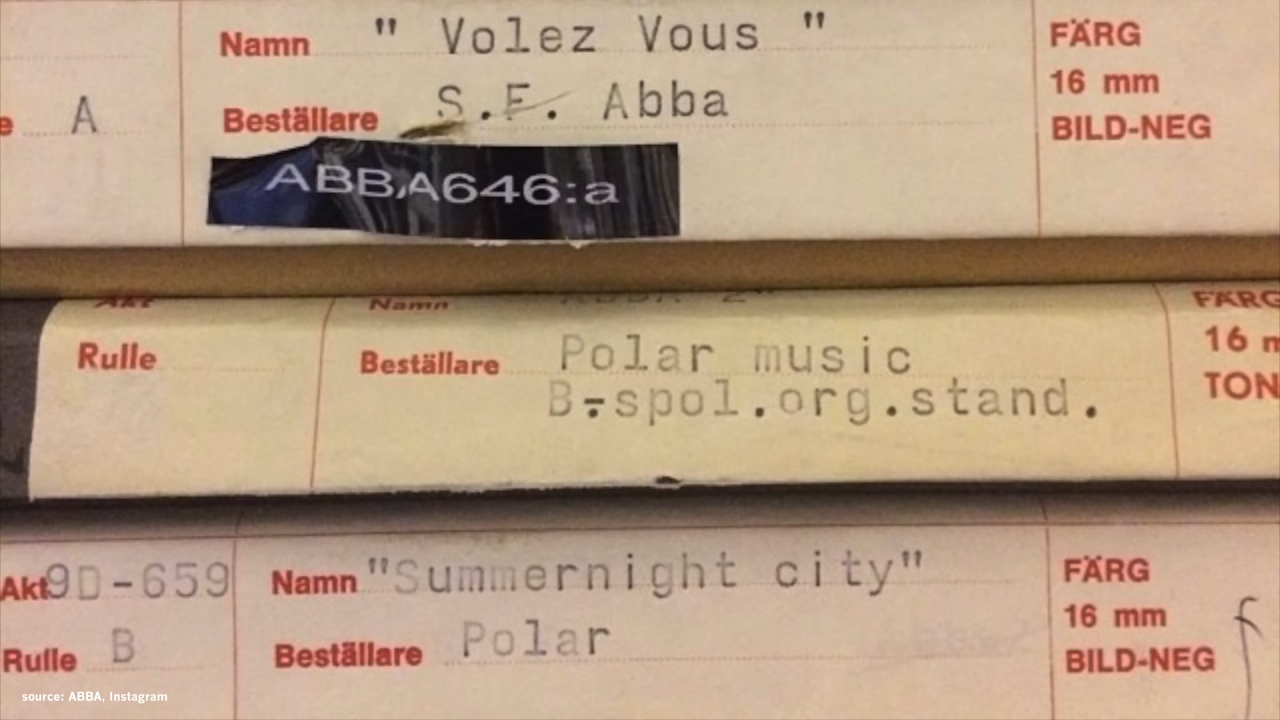 Namn " Volez Vous " FÄRG
16 mm
e A Beställare S.F. Abba BILD-NEG
ABBA646:a
Akt Namn FÄRG
Rulle Beställare Polar music 16 m
B-spol.org.stand. TON
Akt 9D-659 Namn "Summernight city" FÄRG
16 mm
Rulle B Beställare Polar BILD-NEG
source: ABBA, Instagram